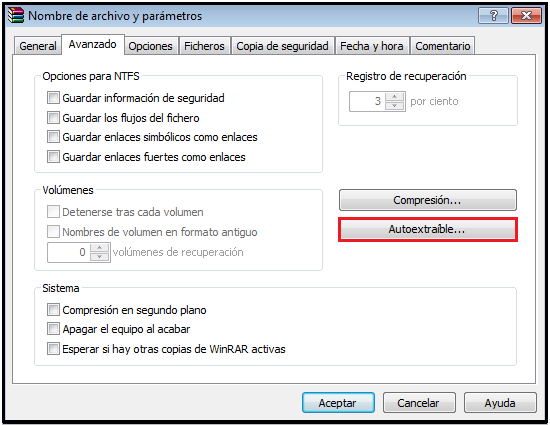 Nombre de archivo y parámetros
General Avanzado Opciones Ficheros Copia de seguridad Fecha y hora Comentario
Opciones para NTFS
Guardar información de seguridad
Guardar los flujos del fichero
Guardar enlaces simbólicos como enlaces
Guardar enlaces fuertes como enlaces
Registro de recuperación
3 por ciento
Volúmenes
Detenerse tras cada volumen
Nombres de volumen en formato antiguo
0 volúmenes de recuperación
Compresión...
Autoextraíble...
Sistema
Compresión en segundo plano
Apagar el equipo al acabar
Esperar si hay otras copias de WinRAR activas
Aceptar Cancelar Ayuda